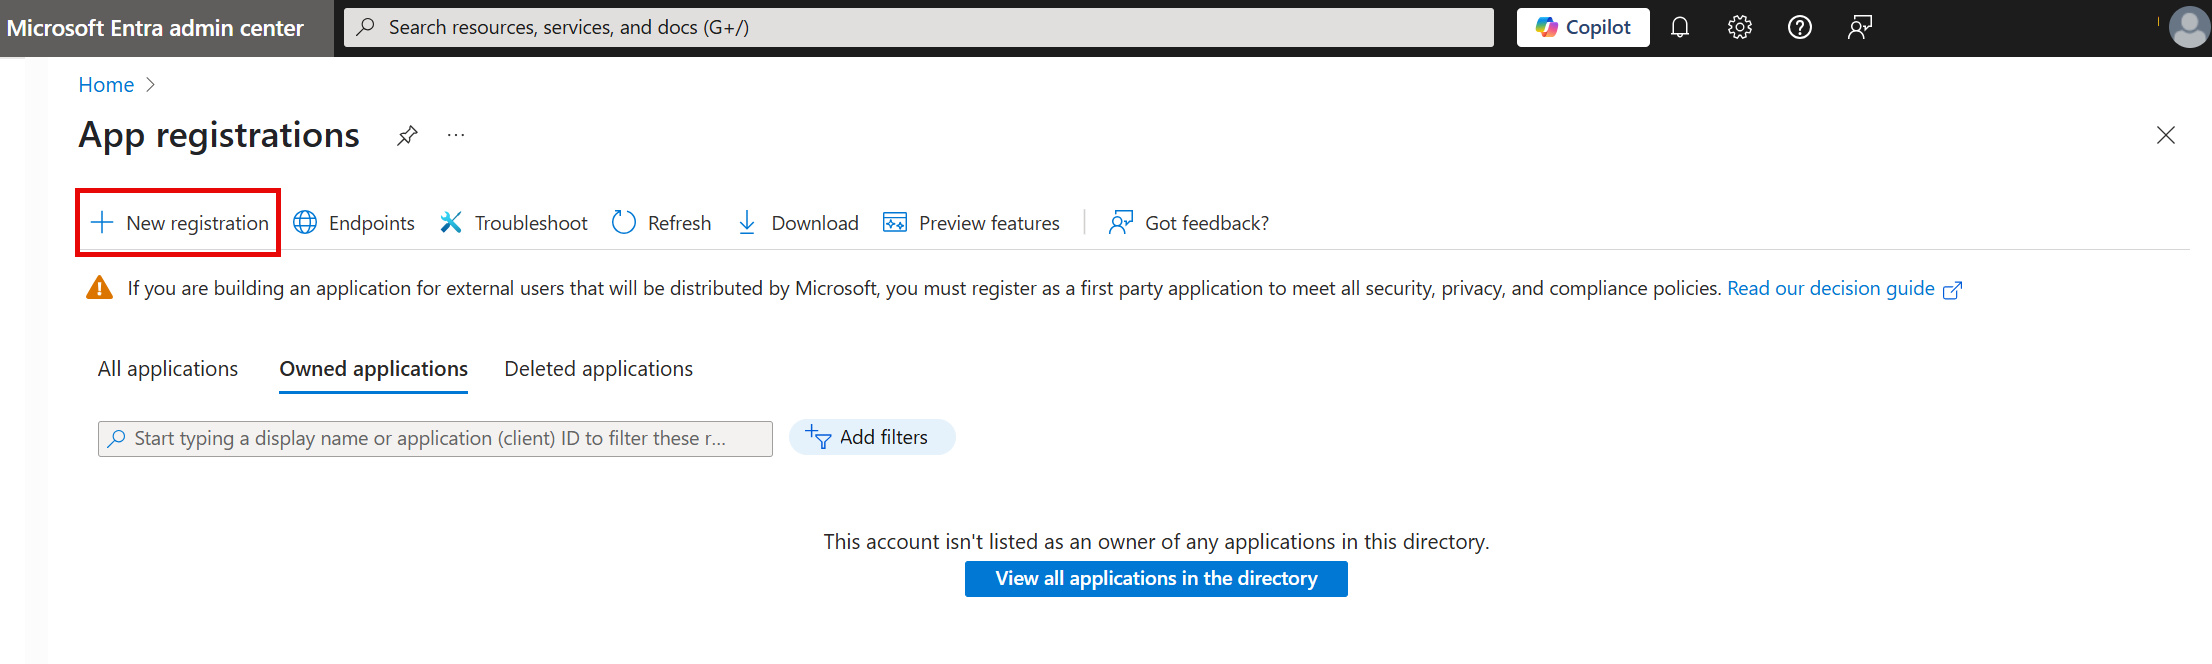 Microsoft Entra admin center
Search resources, services, and docs (G+/)
Copilot
Home
App registrations
New registration
Endpoints
Troubleshoot
Refresh
Download
Preview features
Got feedback?
If you are building an application for external users that will be distributed by Microsoft, you must register as a first party application to meet all security, privacy, and compliance policies. Read our decision guide
All applications
Owned applications
Deleted applications
Start typing a display name or application (client) ID to filter these r...
Add filters
This account isn't listed as an owner of any applications in this directory.
View all applications in the directory